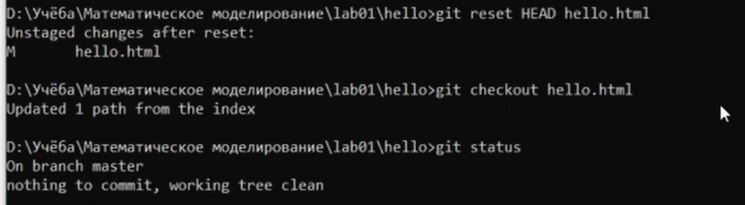 D:\Учёба\Математическое моделирование\lab01\hello>git reset HEAD hello.html
Unstaged changes after reset:
M       hello.html
D:\Учёба\Математическое моделирование\lab01\hello>git checkout hello.html
Updated 1 path from the index
D:\Учёба\Математическое моделирование\lab01\hello>git status
On branch master
nothing to commit, working tree clean